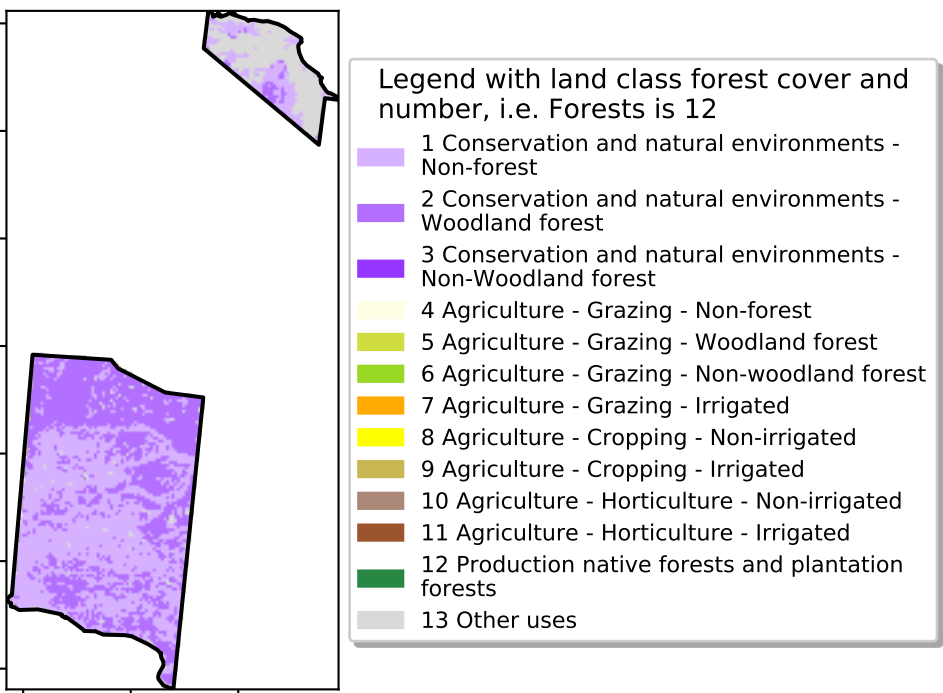 Legend with land class forest cover and
number, i.e. Forests is 12
1 Conservation and natural environments -
Non-forest
2 Conservation and natural environments -
Woodland forest
3 Conservation and natural environments -
Non-Woodland forest
4 Agriculture - Grazing - Non-forest
5 Agriculture - Grazing - Woodland forest
6 Agriculture - Grazing - Non-woodland forest
7 Agriculture - Grazing - Irrigated
8 Agriculture - Cropping - Non-irrigated
9 Agriculture - Cropping - Irrigated
10 Agriculture - Horticulture - Non-irrigated
11 Agriculture - Horticulture - Irrigated
12 Production native forests and plantation
forests
13 Other uses